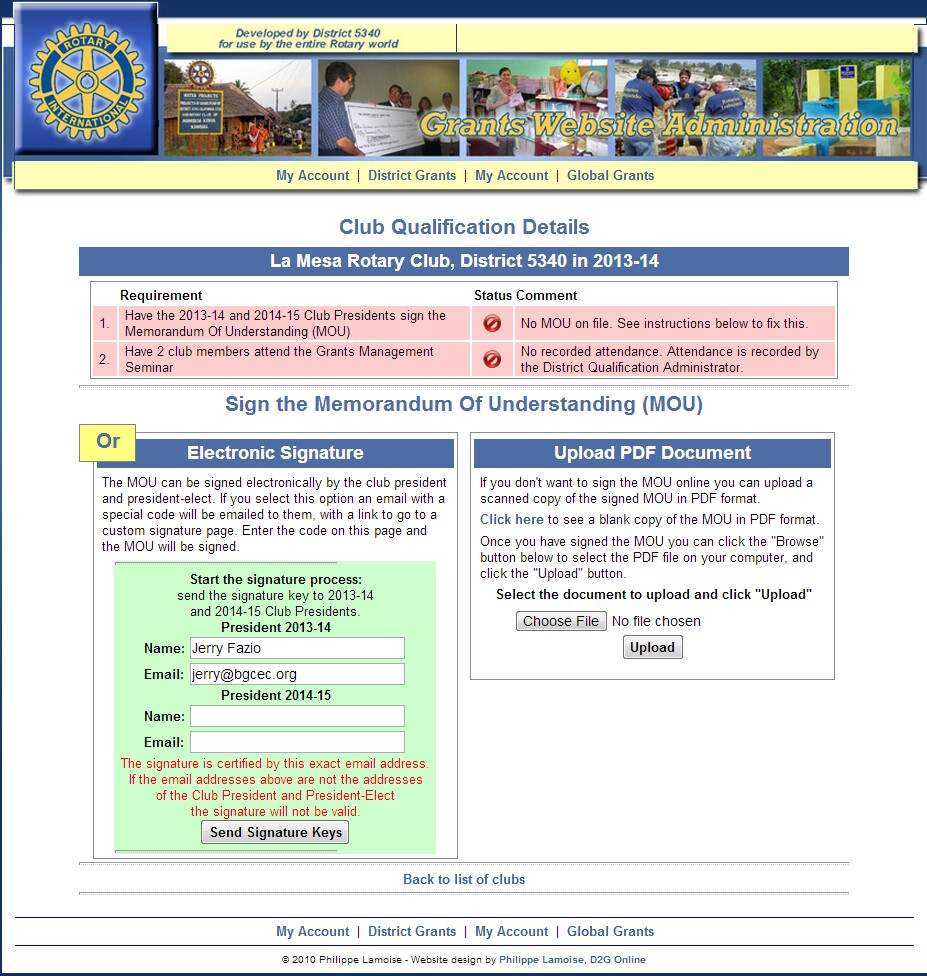 ROTARY
INTERNATIONAL
Developed by District 5340
for use by the entire Rotary world
WATER PROJECTS
Grants Website Administration
My Account | District Grants | My Account | Global Grants
Club Qualification Details
La Mesa Rotary Club, District 5340 in 2013-14
Requirement Status Comment
1. Have the 2013-14 and 2014-15 Club Presidents sign the
Memorandum Of Understanding (MOU)
No MOU on file. See instructions below to fix this.
2. Have 2 club members attend the Grants Management
Seminar
No recorded attendance. Attendance is recorded by
the District Qualification Administrator.
Sign the Memorandum Of Understanding (MOU)
Or
Electronic Signature
The MOU can be signed electronically by the club president
and president-elect. If you select this option an email with a
special code will be emailed to them, with a link to go to a
custom signature page. Enter the code on this page and
the MOU will be signed.
Start the signature process:
send the signature key to 2013-14
and 2014-15 Club Presidents.
President 2013-14
Name: Jerry Fazio
Email: jerry@bgcec.org
President 2014-15
Name:
Email:
The signature is certified by this exact email address.
If the email addresses above are not the addresses
of the Club President and President-Elect
the signature will not be valid.
Send Signature Keys
Upload PDF Document
If you don't want to sign the MOU online you can upload a
scanned copy of the signed MOU in PDF format.
Click here to see a blank copy of the MOU in PDF format.
Once you have signed the MOU you can click the "Browse"
button below to select the PDF file on your computer, and
click the "Upload" button.
Select the document to upload and click "Upload"
Choose File No file chosen
Upload
Back to list of clubs
My Account | District Grants | My Account | Global Grants
© 2010 Philippe Lamoise - Website design by Philippe Lamoise, D2G Online